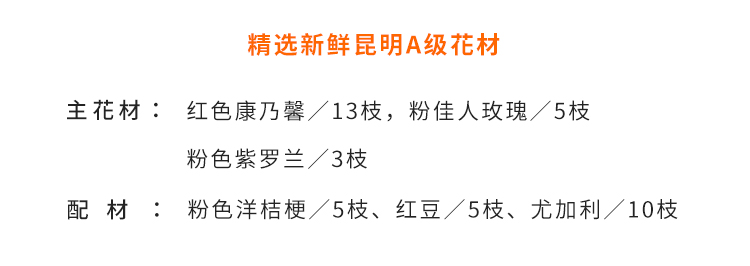 精选新鲜昆明A级花材
主花材：红色康乃馨／13枝，粉佳人玫瑰／5枝
粉色紫罗兰／3枝
配材：粉色洋桔梗／5枝、红豆／5枝、尤加利／10枝